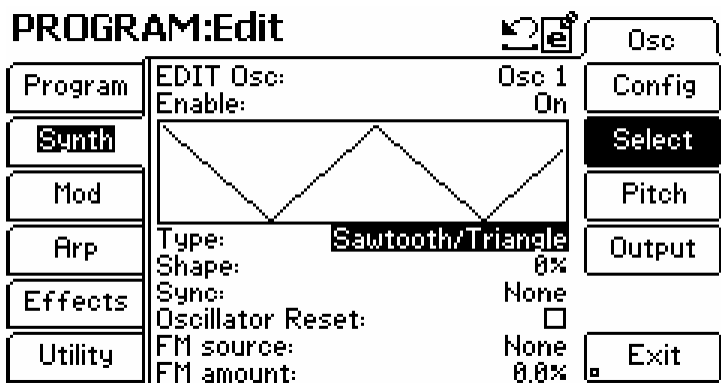 PROGRAM:Edit
e
Osc
Program
Synth
Mod
Arp
Effects
Utility
EDIT Osc: Osc 1
Enable: On
Type: Sawtooth/Triangle
Shape: 0%
Sync: None
Oscillator Reset:
FM source: None
FM amount: 0.0%
Config
Select
Pitch
Output
Exit